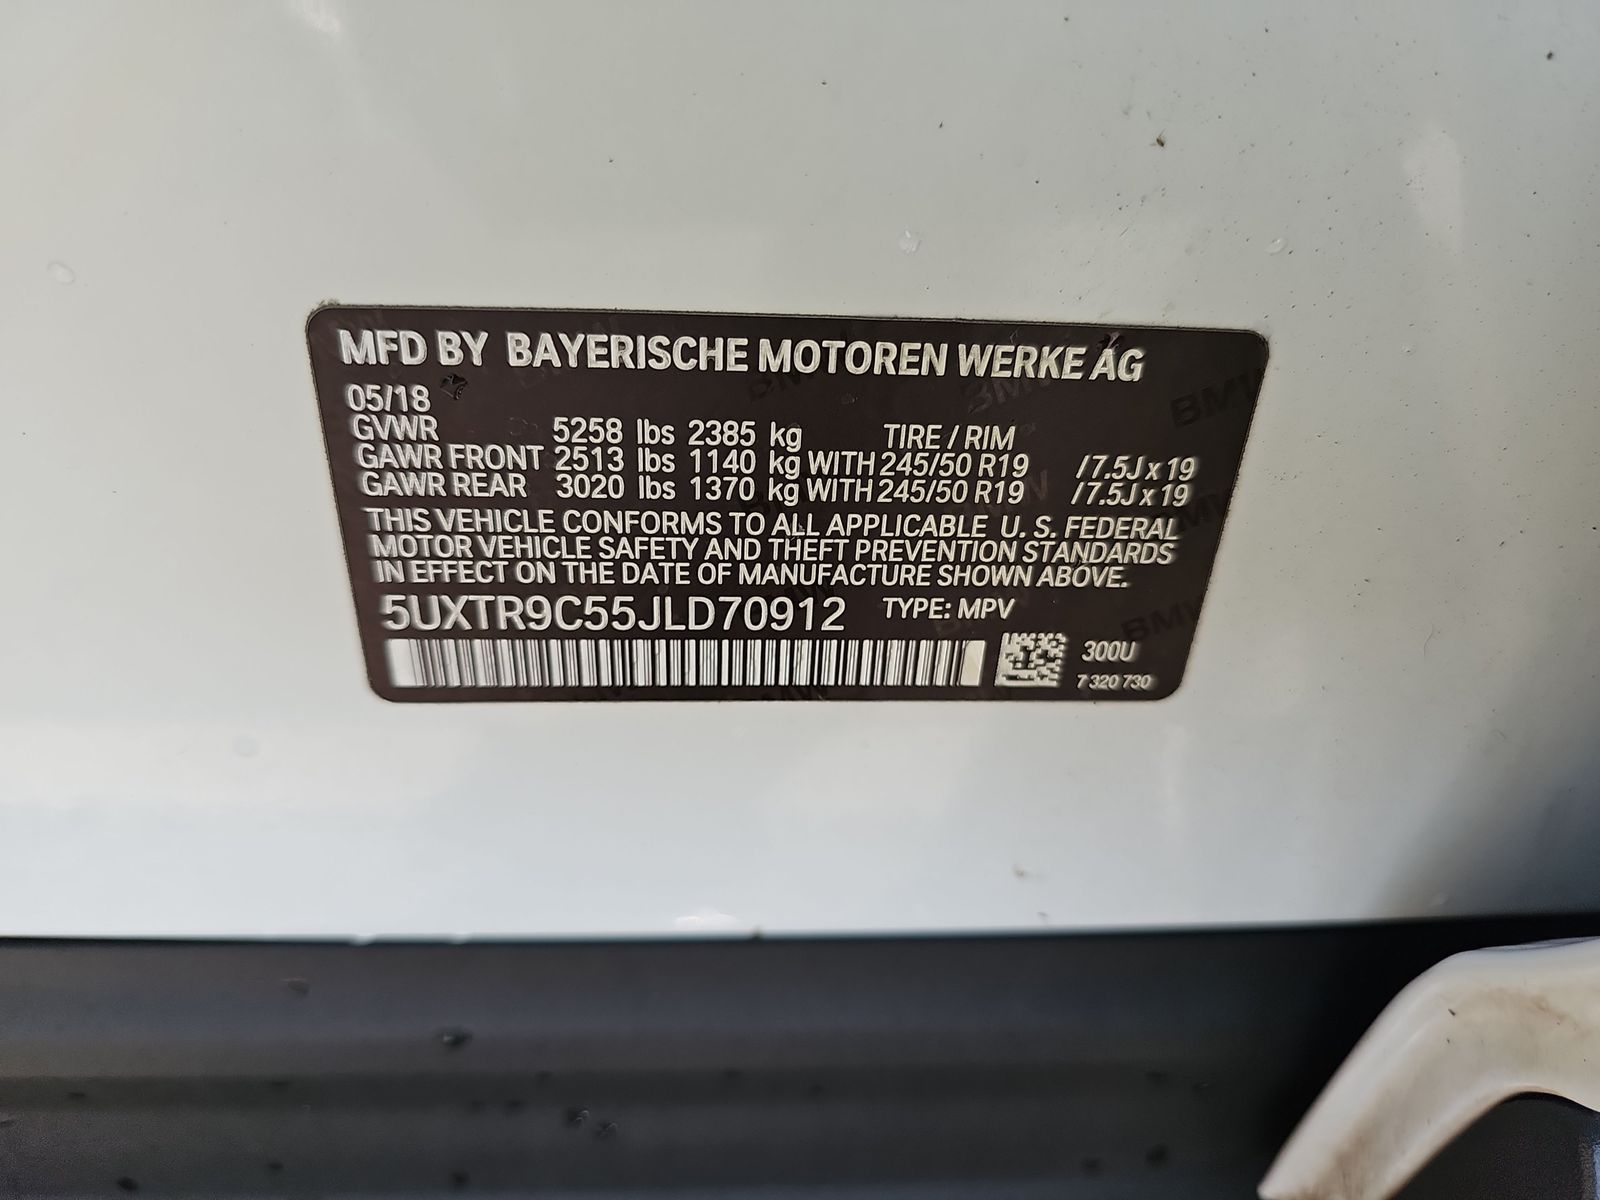 MFD BY BAYERISCHE MOTOREN WERKE AG
05/18
GVWR 5258 lbs 2385 kg TIRE / RIM
GAWR FRONT 2513 lbs 1140 kg WITH 245/50 R19 /7.5J x 19
GAWR REAR 3020 lbs 1370 kg WITH 245/50 R19 /7.5J x 19
THIS VEHICLE CONFORMS TO ALL APPLICABLE U. S. FEDERAL
MOTOR VEHICLE SAFETY AND THEFT PREVENTION STANDARDS
IN EFFECT ON THE DATE OF MANUFACTURE SHOWN ABOVE.
5UXTR9C55JLD70912 TYPE: MPV
300U
7 320 730